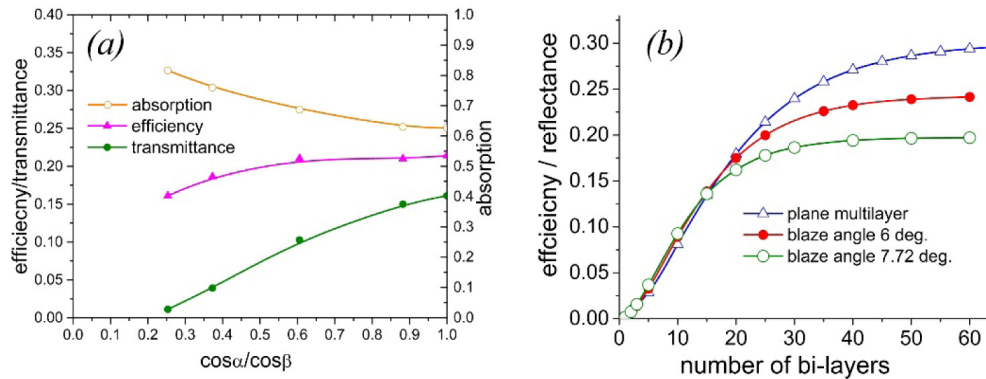 (a)
0.40
0.35
0.30
0.25
0.20
0.15
0.10
0.05
0.00
efficiecny/transmittance
1.0
0.9
0.8
0.7
0.6
0.5
0.4
0.3
0.2
0.1
0.0
absorption
absorption
efficiency
transmittance
0.0 0.1 0.2 0.3 0.4 0.5 0.6 0.7 0.8 0.9 1.0
cosα/cosβ
(b)
0.30
0.25
0.20
0.15
0.10
0.05
0.00
effcieicny / reflectance
plane multilayer
blaze angle 6 deg.
blaze angle 7.72 deg.
0 10 20 30 40 50 60
number of bi-layers